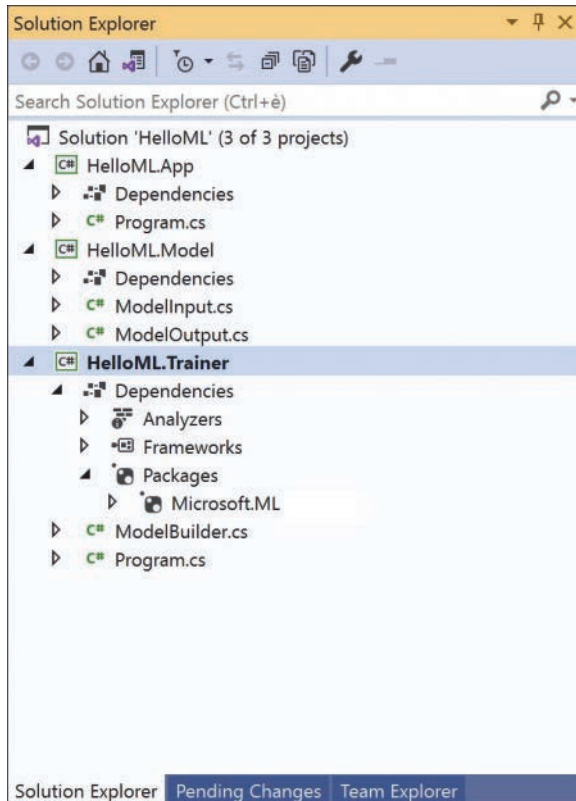 Solution Explorer
Search Solution Explorer (Ctrl+è)
Solution 'HelloML' (3 of 3 projects)
C# HelloML.App
Dependencies
C# Program.cs
C# HelloML.Model
Dependencies
C# ModelInput.cs
C# ModelOutput.cs
C# HelloML.Trainer
Dependencies
Analyzers
Frameworks
Packages
Microsoft.ML
C# ModelBuilder.cs
C# Program.cs
Solution Explorer Pending Changes Team Explorer